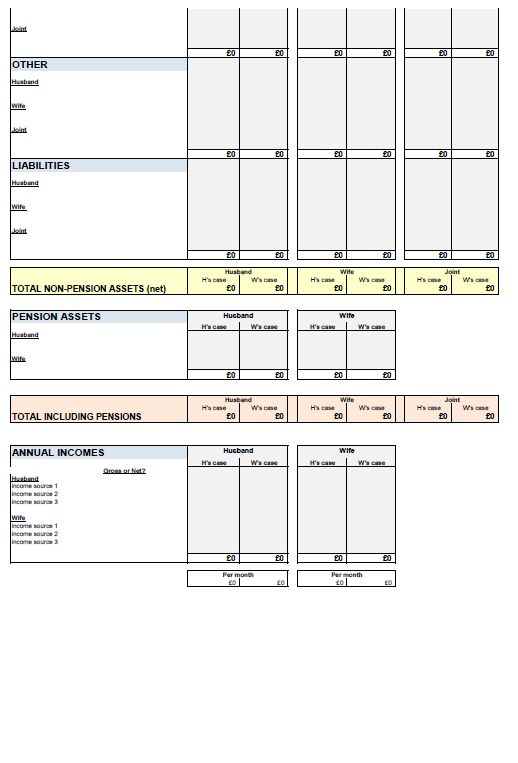 Joint
£0 £0 £0 £0 £0 £0
OTHER
Husband
Wife
Joint
£0 £0 £0 £0 £0 £0
LIABILITIES
Husband
Wife
Joint
£0 £0 £0 £0 £0 £0
Husband Wife Joint
H's case W's case H's case W's case H's case W's case
TOTAL NON-PENSION ASSETS (net) £0 £0 £0 £0 £0 £0
PENSION ASSETS Husband Wife
H's case W's case H's case W's case
Husband
Wife
£0 £0 £0 £0
Husband Wife Joint
H's case W's case H's case W's case H's case W's case
TOTAL INCLUDING PENSIONS £0 £0 £0 £0 £0 £0
ANNUAL INCOMES Husband Wife
H's case W's case H's case W's case
Gross or Net?
Husband
income source 1
income source 2
income source 3
Wife
income source 1
income source 2
income source 3
£0 £0 £0 £0
Per month Per month
£0 £0 £0 £0